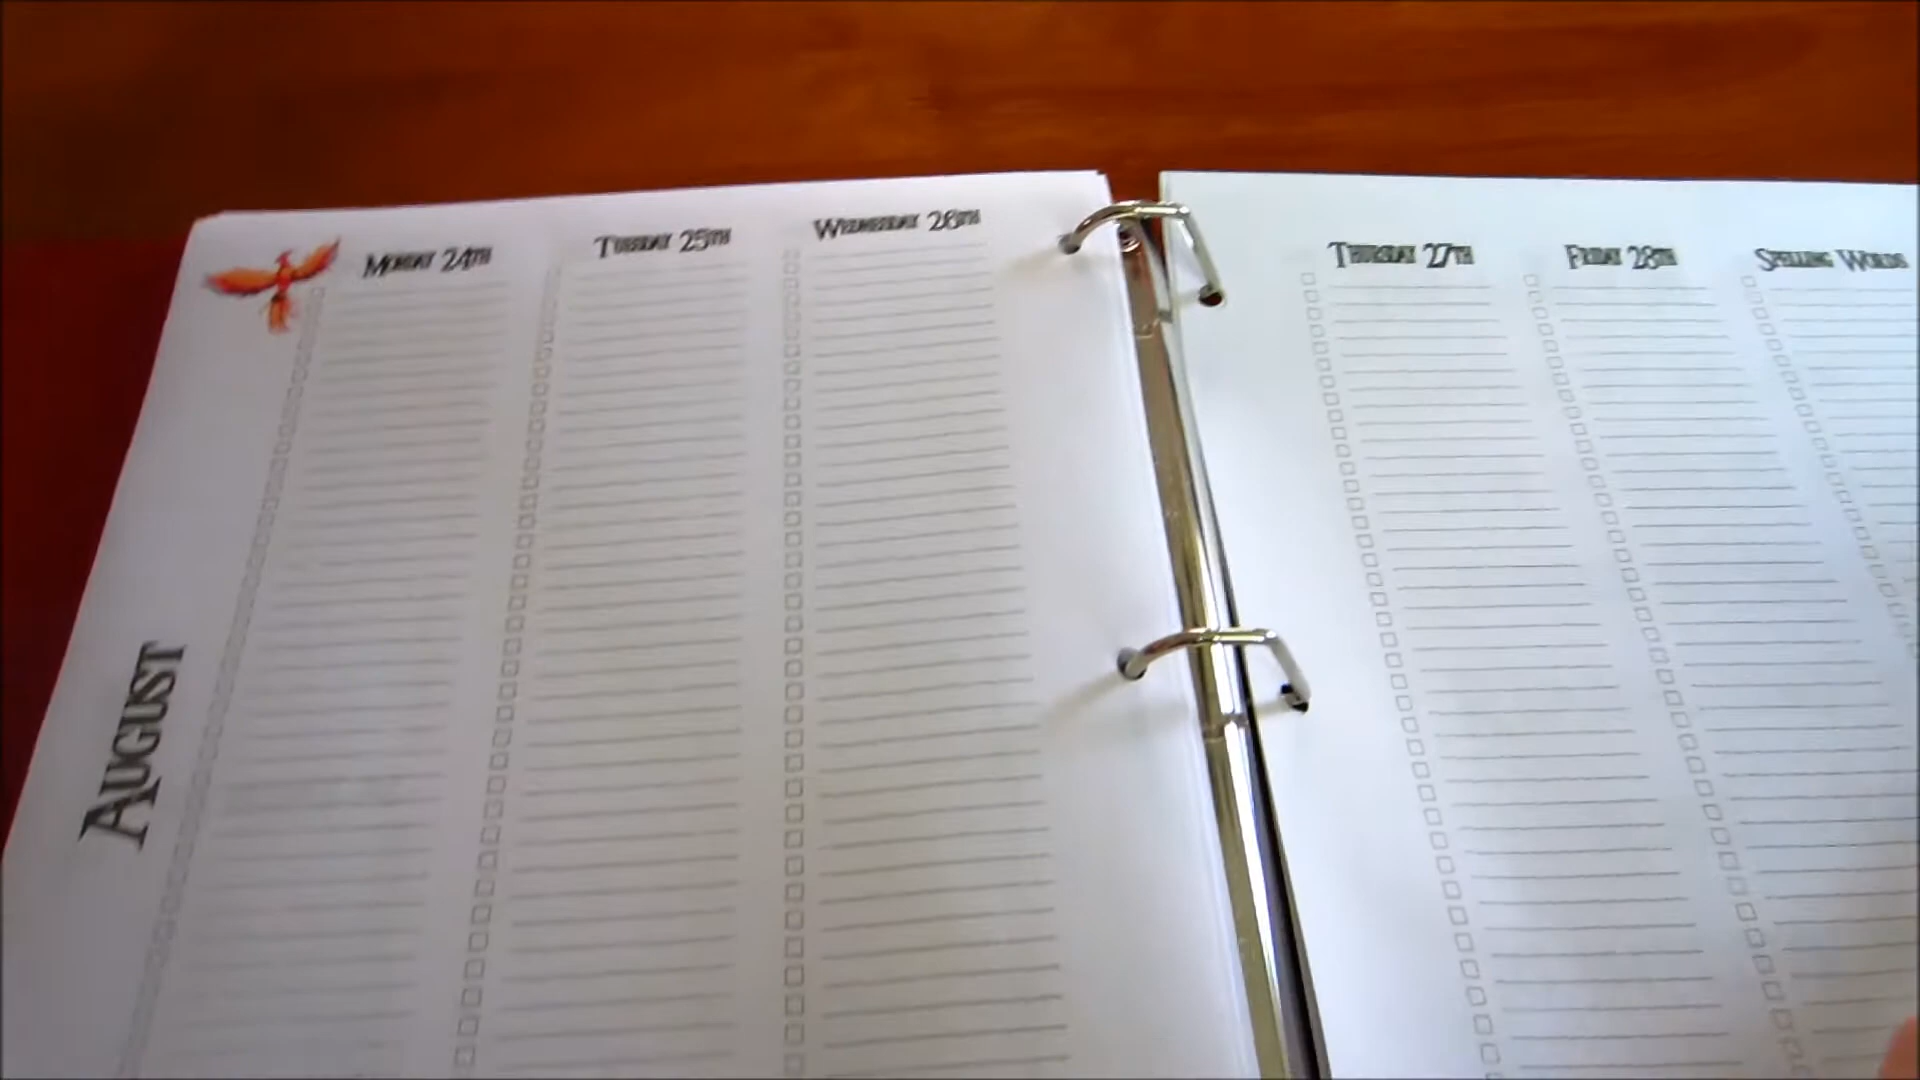 Monday 24th
Tuesday 25th
Wednesday 26th
Thursday 27th
Friday 28th
Spelling Words
August